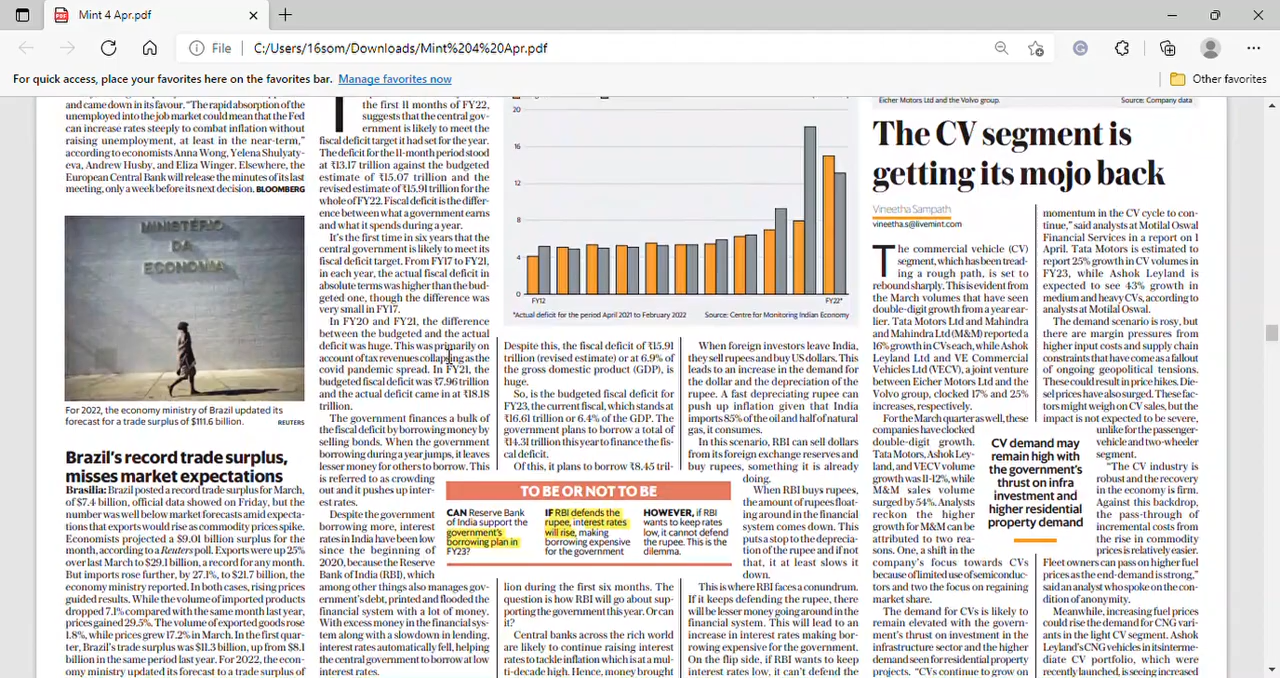 Mint 4 Apr.pdf
File
C:/Users/16som/Downloads/Mint%204%20Apr.pdf
For quick access, place your favorites here on the favorites bar. Manage favorites now
Other favorites
and came down in its favour. "The rapid absorption of the
unemployed into the job market could mean that the Fed
can increase rates steeply to combat inflation without
raising unemployment, at least in the near-term,"
according to economists Anna Wong, Yelena Shulyaty-
eva, Andrew Husby, and Eliza Winger. Elsewhere, the
European Central Bank will release the minutes of its last
meeting, only a week before its next decision. BLOOMBERG
MINISTÉRIO
DA
ECONOMIA
For 2022, the economy ministry of Brazil updated its
forecast for a trade surplus of $111.6 billion.
REUTERS
Brazil's record trade surplus,
misses market expectations
Brasilia: Brazil posted a record trade surplus for March,
of $7.4 billion, official data showed on Friday, but the
number was well below market forecasts amid expecta-
tions that exports would rise as commodity prices spike.
Economists projected a $9.01 billion surplus for the
month, according to a Reuters poll. Exports were up 25%
over last March to $29.1 billion, a record for any month.
But imports rose further, by 27.1%, to $21.7 billion, the
economy ministry reported. In both cases, rising prices
guided results. While the volume of imported products
dropped 7.1% compared with the same month last year,
prices gained 29.5%. The volume of exported goods rose
1.8%, while prices grew 17.2% in March. In the first quar-
ter, Brazil's trade surplus was $11.3 billion, up from $8.1
billion in the same period last year. For 2022, the econ-
omy ministry updated its forecast to a trade surplus of
the first 11 months of FY22,
suggests that the central gov-
ernment is likely to meet the
fiscal deficit target it had set for the year.
The deficit for the 11-month period stood
at ₹13.17 trillion against the budgeted
estimate of ₹15.07 trillion and the
revised estimate of ₹15.91 trillion for the
whole of FY22. Fiscal deficit is the differ-
ence between what a government earns
and what it spends during a year.
It's the first time in six years that the
central government is likely to meet its
fiscal deficit target. From FY17 to FY21,
in each year, the actual fiscal deficit in
absolute terms was higher than the bud-
geted one, though the difference was
very small in FY17.
In FY20 and FY21, the difference
between the budgeted and the actual
deficit was huge. This was primarily on
account of tax revenues collapsing as the
covid pandemic spread. In FY21, the
budgeted fiscal deficit was ₹7.96 trillion
and the actual deficit came in at ₹18.18
trillion.
The government finances a bulk of
the fiscal deficit by borrowing money by
selling bonds. When the government
borrowing during a year jumps, it leaves
lesser money for others to borrow. This
is referred to as crowding
out and it pushes up inter-
est rates.
Despite the government
borrowing more, interest
rates in India have been low
since the beginning of
2020, because the Reserve
Bank of India (RBI), which
among other things also manages gov-
ernment's debt, printed and flooded the
financial system with a lot of money.
With excess money in the financial sys-
tem along with a slowdown in lending,
interest rates automatically fell, helping
the central government to borrow at low
interest rates.
20
16
12
8
4
0
FY12
FY22*
*Actual deficit for the period April 2021 to February 2022
Source: Centre for Monitoring Indian Economy
Despite this, the fiscal deficit of ₹15.91
trillion (revised estimate) or at 6.9% of
the gross domestic product (GDP), is
huge.
So, is the budgeted fiscal deficit for
FY23, the current fiscal, which stands at
₹16.61 trillion or 6.4% of the GDP. The
government plans to borrow a total of
₹14.31 trillion this year to finance the fis-
cal deficit.
Of this, it plans to borrow ₹8.45 tril-
TO BE OR NOT TO BE
CAN Reserve Bank
of India support the
government's
borrowing plan in
FY23?
IF RBI defends the
rupee, interest rates
will rise, making
borrowing expensive
for the government
HOWEVER, if RBI
wants to keep rates
low, it cannot defend
the rupee. This is the
dilemma.
lion during the first six months. The
question is how RBI will go about sup-
porting the government this year. Or can
it?
Central banks across the rich world
are likely to continue raising interest
rates to tackle inflation which is at a mul-
ti-decade high. Hence, money brought
When foreign investors leave India,
they sell rupees and buy US dollars. This
leads to an increase in the demand for
the dollar and the depreciation of the
rupee. A fast depreciating rupee can
push up inflation given that India
imports 85% of the oil and half of natural
gas, it consumes.
In this scenario, RBI can sell dollars
from its foreign exchange reserves and
buy rupees, something it is already
doing.
When RBI buys rupees,
the amount of rupees float-
ing around in the financial
system comes down. This
puts a stop to the deprecia-
tion of the rupee and if not
that, it at least slows it
down.
This is where RBI faces a conundrum.
If it keeps defending the rupee, there
will be lesser money going around in the
financial system. This will lead to an
increase in interest rates making bor-
rowing expensive for the government.
On the flip side, if RBI wants to keep
interest rates low, it can't defend the
Eicher Motors Ltd and the Volvo group.
Source: Company data
The CV segment is
getting its mojo back
Vineetha Sampath
vineetha.s@livemint.com
The commercial vehicle (CV)
segment, which has been tread-
ing a rough path, is set to
rebound sharply. This is evident from
the March volumes that have seen
double-digit growth from a year ear-
lier. Tata Motors Ltd and Mahindra
and Mahindra Ltd (M&M) reported a
16% growth in CVs each, while Ashok
Leyland Ltd and VE Commercial
Vehicles Ltd (VECV), a joint venture
between Eicher Motors Ltd and the
Volvo group, clocked 17% and 25%
increases, respectively.
For the March quarter as well, these
companies have clocked
double-digit growth.
Tata Motors, Ashok Ley-
land, and VECV volume
growth was 11-12%, while
M&M sales volume
surged by 54%. Analysts
reckon the higher
growth for M&M can be
attributed to two rea-
sons. One, a shift in the
company's focus towards CVs
because of limited use of semiconduc-
tors and two the focus on regaining
market share.
The demand for CVs is likely to
remain elevated with the govern-
ment's thrust on investment in the
infrastructure sector and the higher
demand seen for residential property
projects. "CVs continue to grow on
CV demand may
remain high with
the government's
thrust on infra
investment and
higher residential
property demand
momentum in the CV cycle to con-
tinue," said analysts at Motilal Oswal
Financial Services in a report on 1
April. Tata Motors is estimated to
report 25% growth in CV volumes in
FY23, while Ashok Leyland is
expected to see 43% growth in
medium and heavy CVs, according to
analysts at Motilal Oswal.
The demand scenario is rosy, but
there are margin pressures from
higher input costs and supply chain
constraints that have come as a fallout
of ongoing geopolitical tensions.
These could result in price hikes. Die-
sel prices have also surged. These fac-
tors might weigh on CV sales, but the
impact is not expected to be severe,
unlike for the passenger-
vehicle and two-wheeler
segment.
"The CV industry is
robust and the recovery
in the economy is firm.
Against this backdrop,
the pass-through of
incremental costs from
the rise in commodity
prices is relatively easier.
Fleet owners can pass on higher fuel
prices as the end-demand is strong,"
said an analyst who spoke on the con-
dition of anonymity.
Meanwhile, increasing fuel prices
could rise the demand for CNG vari-
ants in the light CV segment. Ashok
Leyland's CNG vehicles in its interme-
diate CV portfolio, which were
recently launched, is seeing increased